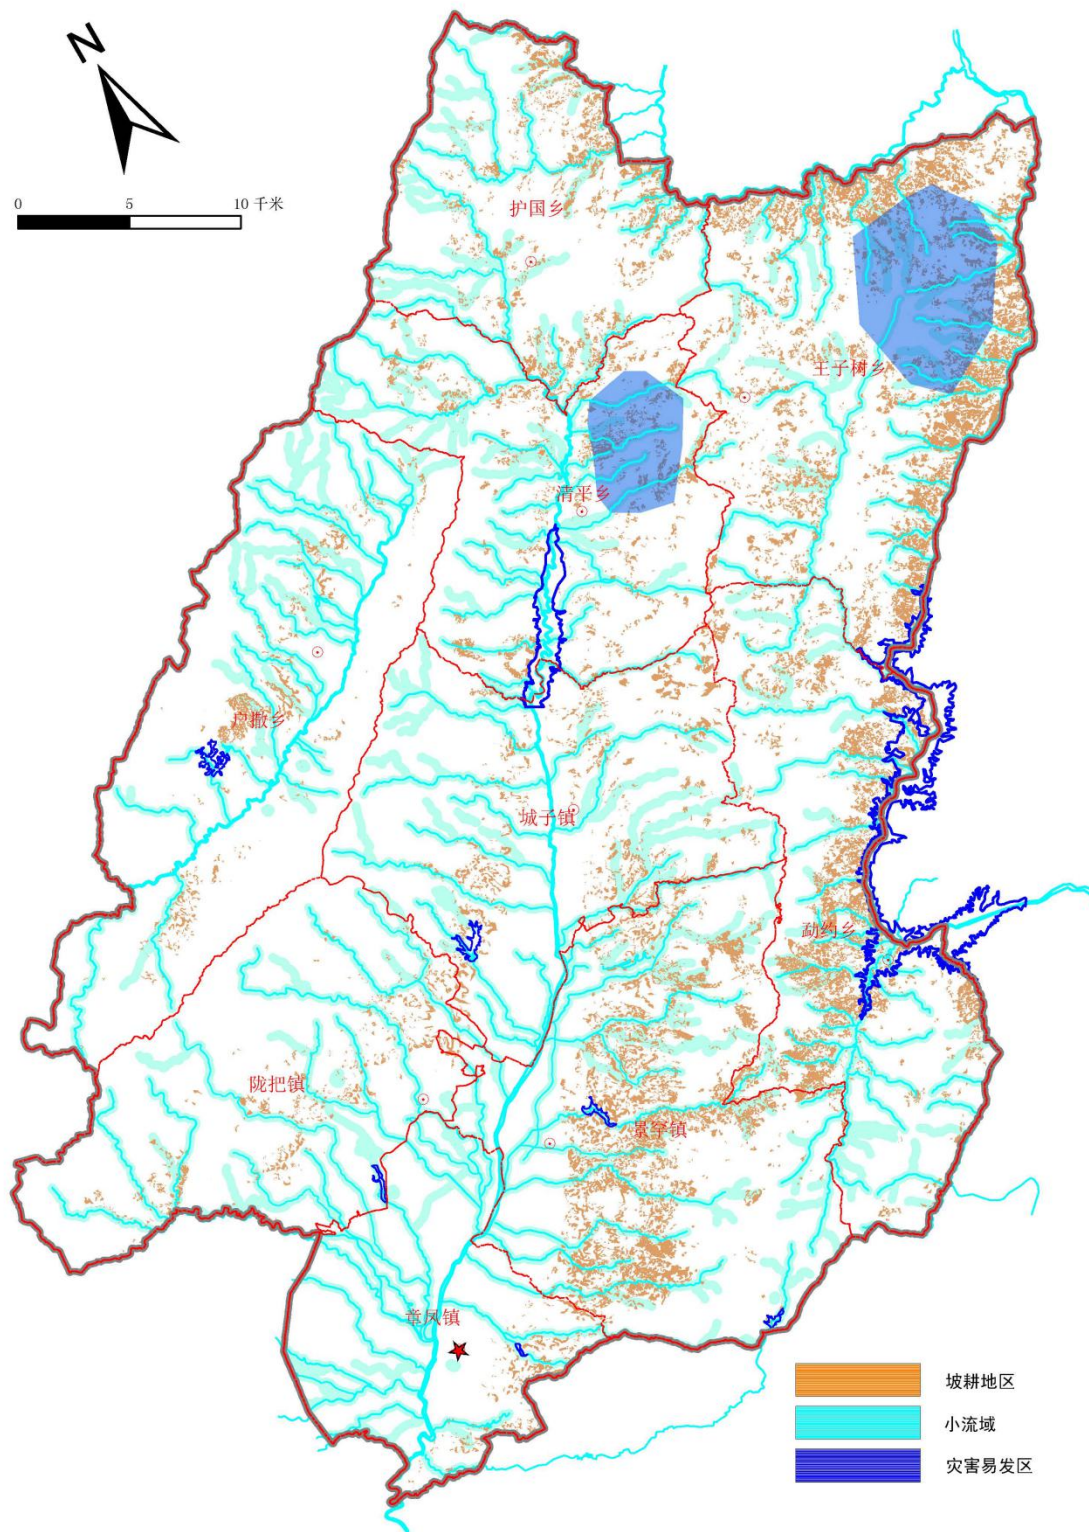 N
0 5 10 千米
护国乡
王子树乡
清平乡
户撒乡
城子镇
勐约乡
陇把镇
景罕镇
章凤镇
坡耕地区
小流域
灾害易发区